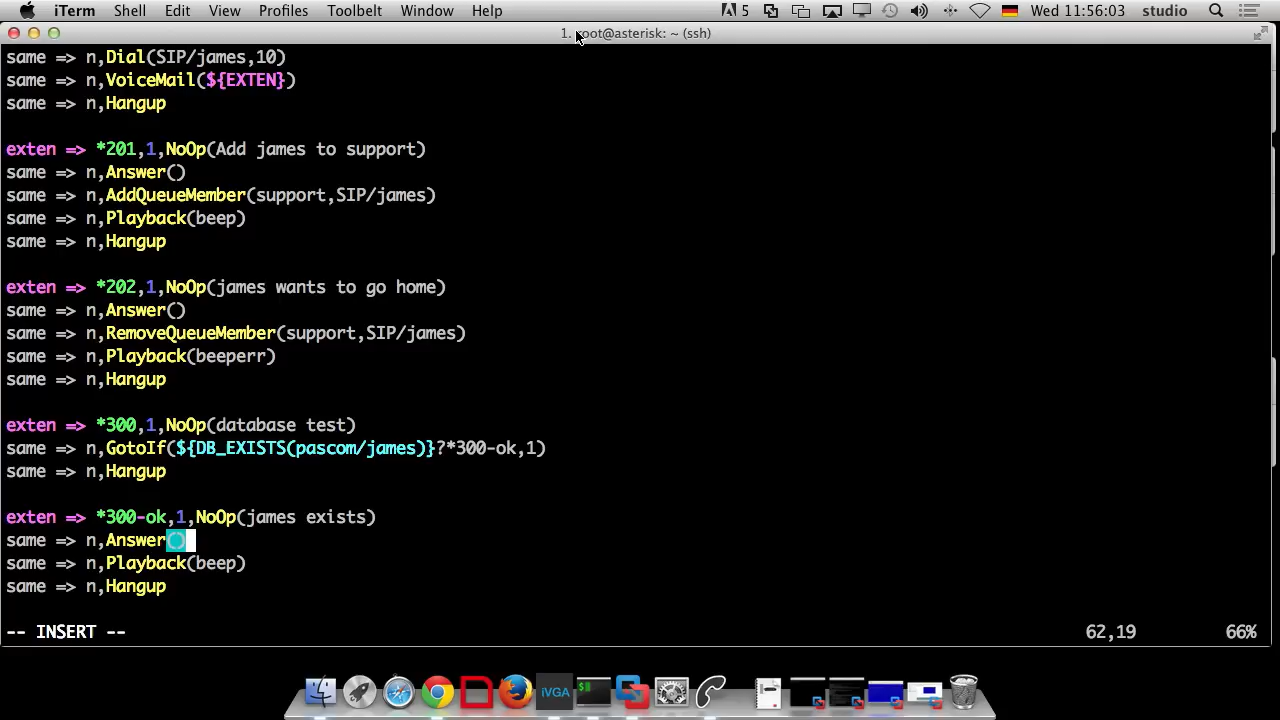 iTerm Shell Edit View Profiles Toolbelt Window Help 5 Wed 11:56:03 studio
1. root@asterisk: ~ (ssh)
same => n,Dial(SIP/james,10)
same => n,VoiceMail(${EXTEN})
same => n,Hangup
exten => *201,1,NoOp(Add james to support)
same => n,Answer()
same => n,AddQueueMember(support,SIP/james)
same => n,Playback(beep)
same => n,Hangup
exten => *202,1,NoOp(james wants to go home)
same => n,Answer()
same => n,RemoveQueueMember(support,SIP/james)
same => n,Playback(beeperr)
same => n,Hangup
exten => *300,1,NoOp(database test)
same => n,GotoIf(${DB_EXISTS(pascom/james)}?*300-ok,1)
same => n,Hangup
exten => *300-ok,1,NoOp(james exists)
same => n,Answer()
same => n,Playback(beep)
same => n,Hangup
-- INSERT -- 62,19 66%
iVGA